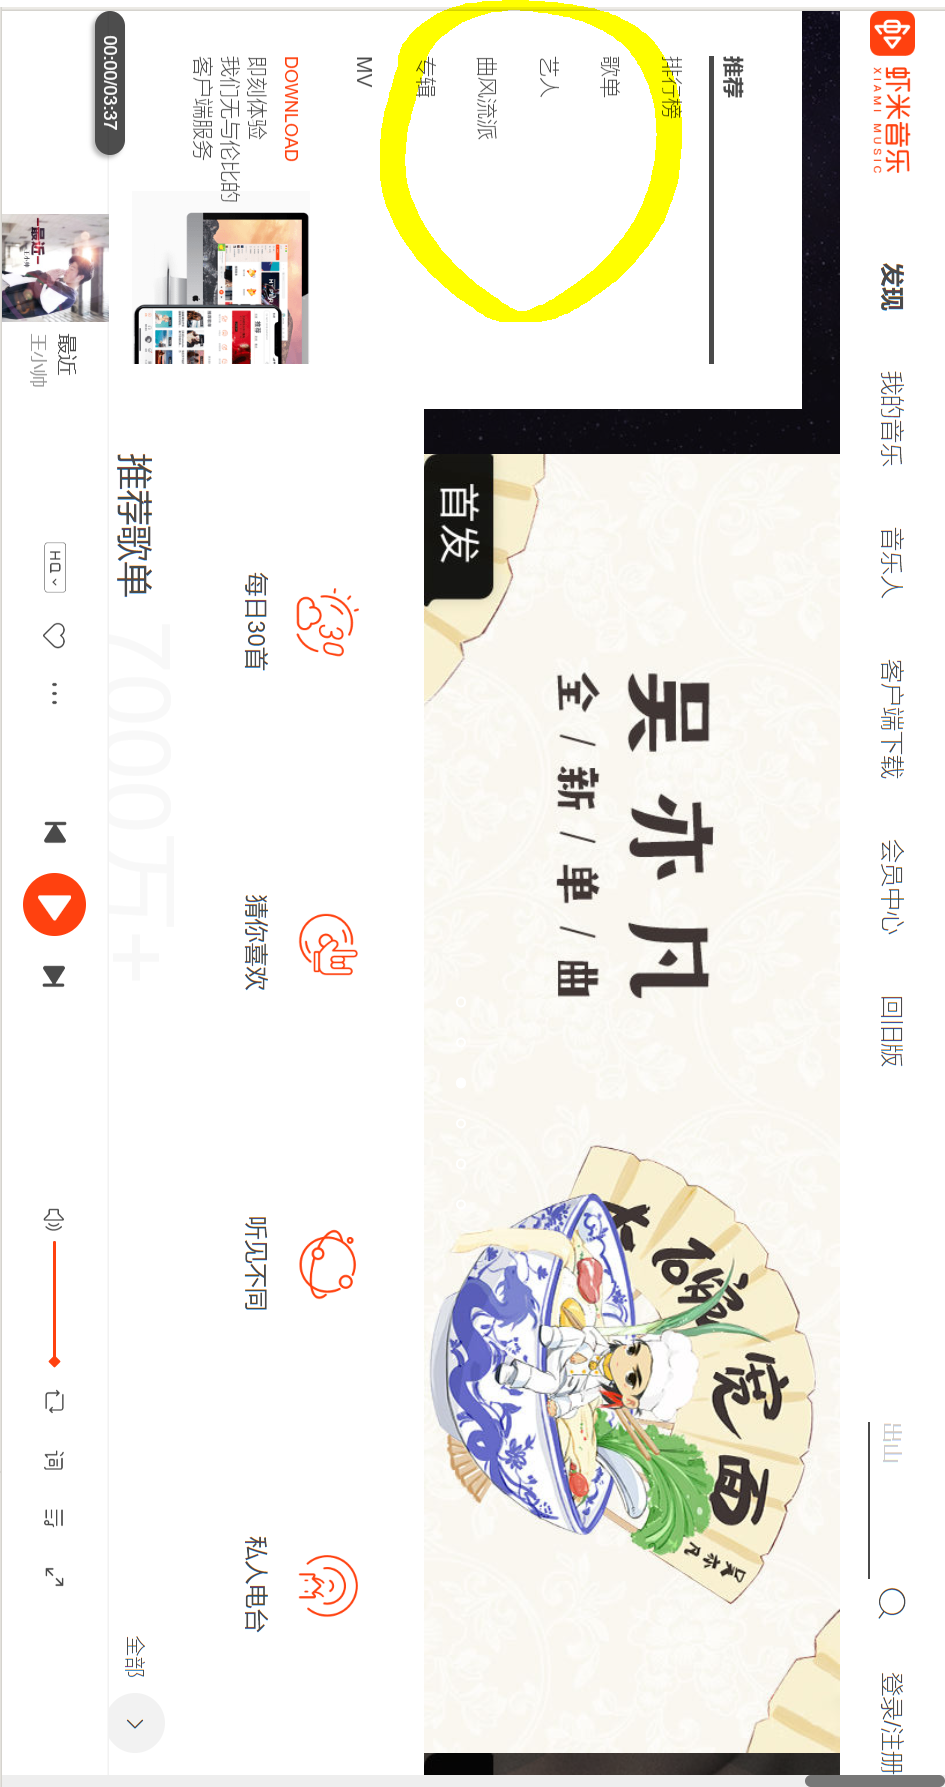 虾米音乐
XIAMI MUSIC
发现
我的音乐
音乐人
客户端下载
会员中心
回旧版
出山
登录/注册
推荐
排行榜
歌单
艺人
曲风流派
专辑
MV
DOWNLOAD
即刻体验
我们无与伦比的
客户端服务
首发
吴亦凡
全/新/单/曲
大碗宽面
吴亦凡
每日30首
30
猜你喜欢
听见不同
私人电台
推荐歌单
7000万+
全部
00:00/03:37
最近
王小帅
最近
王小帅
HQ
词